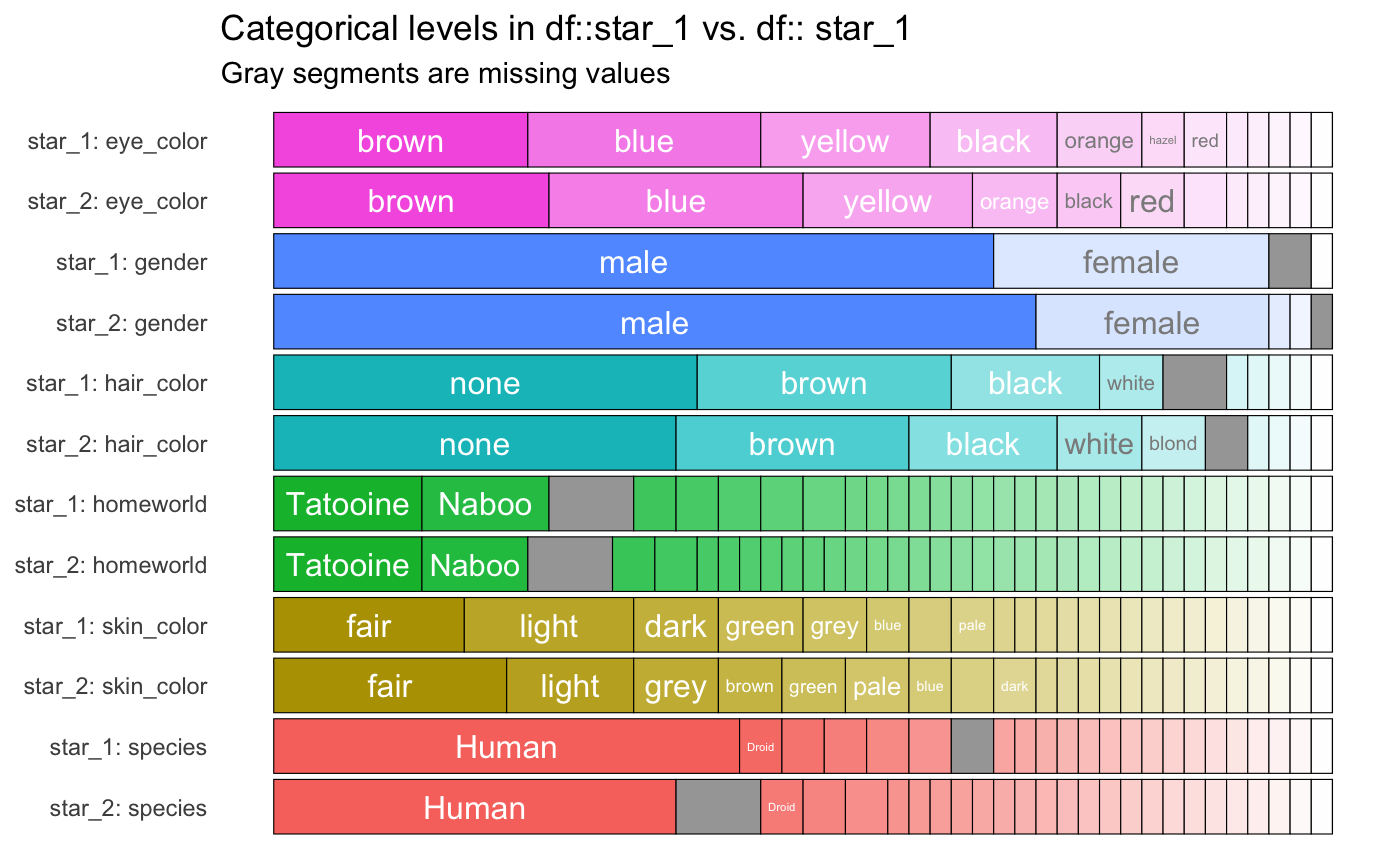 Categorical levels in df::star_1 vs. df:: star_1
Gray segments are missing values
star_1: eye_color brown blue yellow black orange hazel red
star_2: eye_color brown blue yellow orange black red
star_1: gender male female
star_2: gender male female
star_1: hair_color none brown black white
star_2: hair_color none brown black white blond
star_1: homeworld Tatooine Naboo
star_2: homeworld Tatooine Naboo
star_1: skin_color fair light dark green grey blue pale
star_2: skin_color fair light grey brown green pale blue dark
star_1: species Human Droid
star_2: species Human Droid